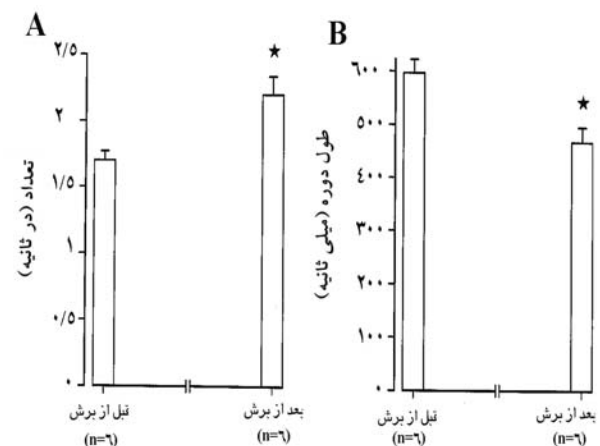 A
تعداد (در ثانیه)
۲/۵
۲
۱/۵
۱
۰/۵
۰
★
قبل از برش
(n=٦)
بعد از برش
(n=٦)
B
طول دوره (میلی ثانیه)
٦۰۰
۵۰۰
٤۰۰
۳۰۰
۲۰۰
۱۰۰
۰
★
قبل از برش
(n=٦)
بعد از برش
(n=٦)